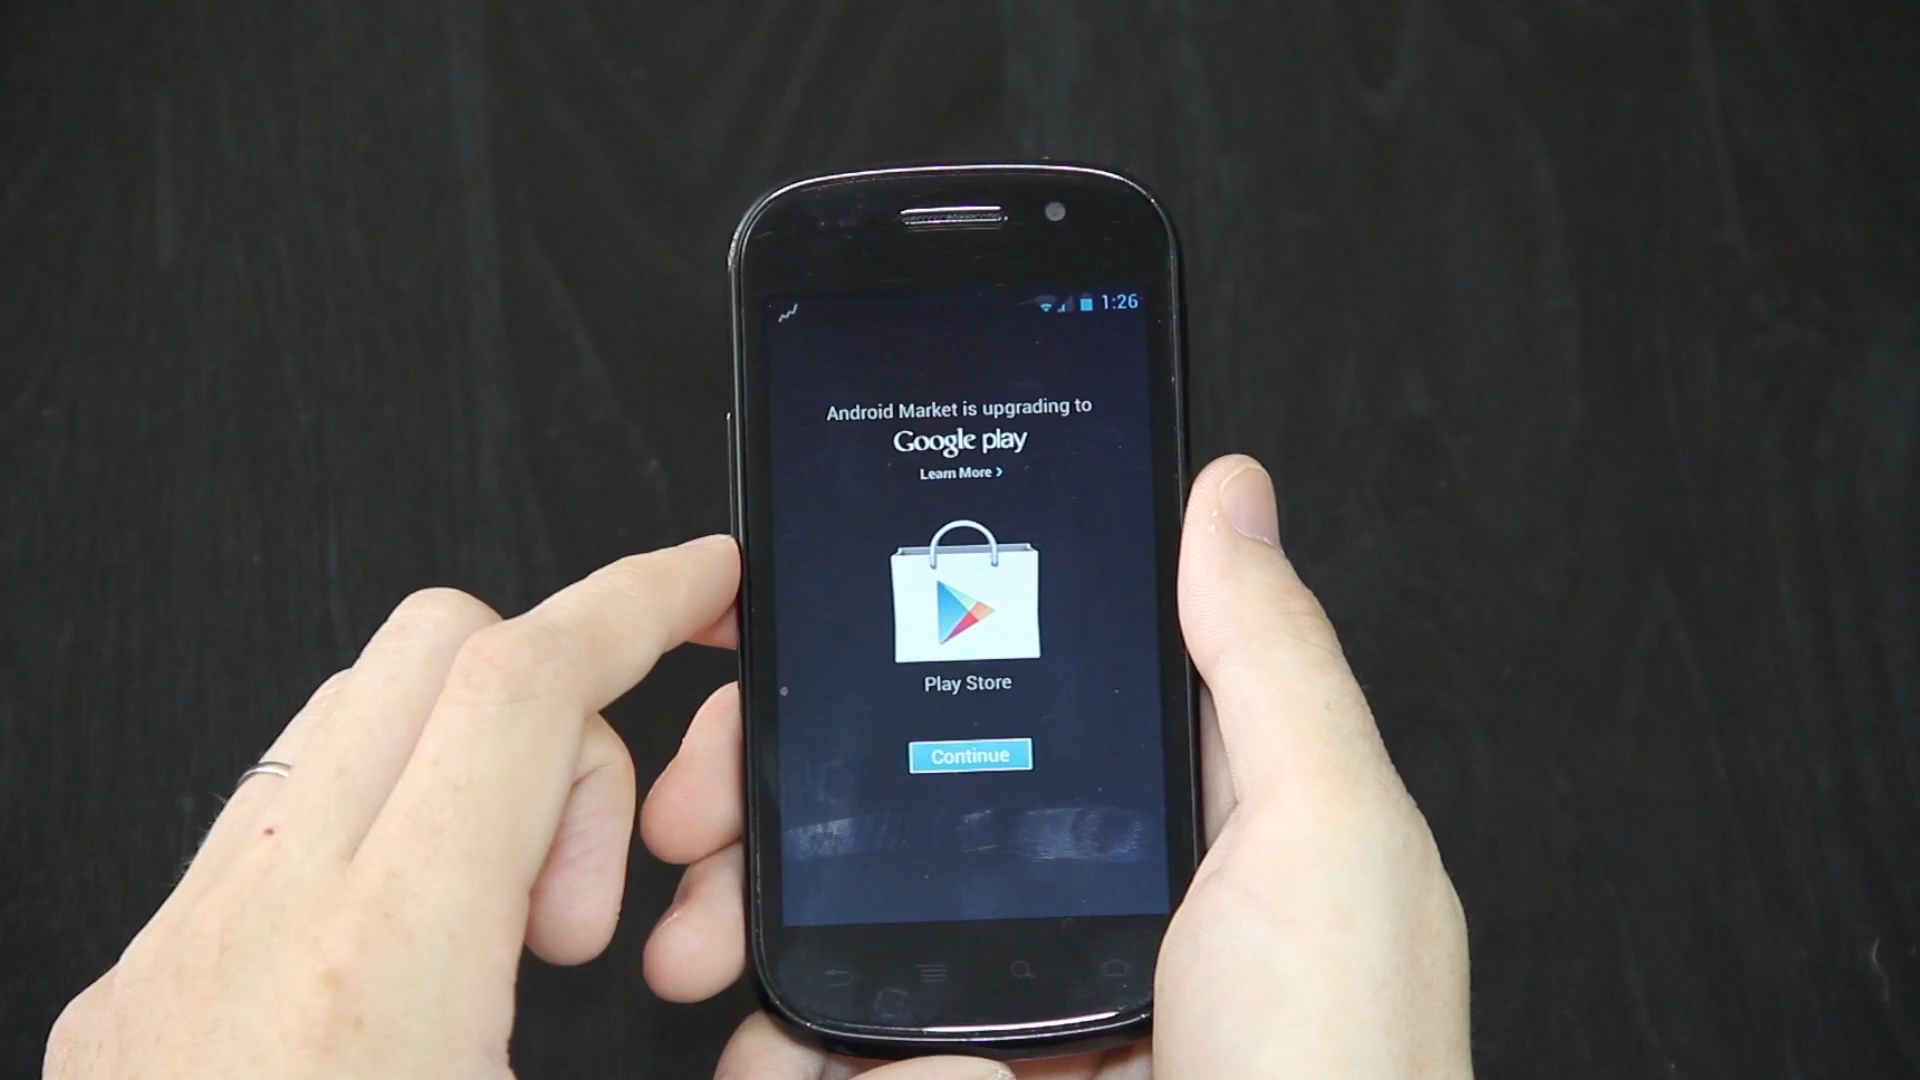 1:26
Android Market is upgrading to
Google play
Learn More ›
Play Store
Continue